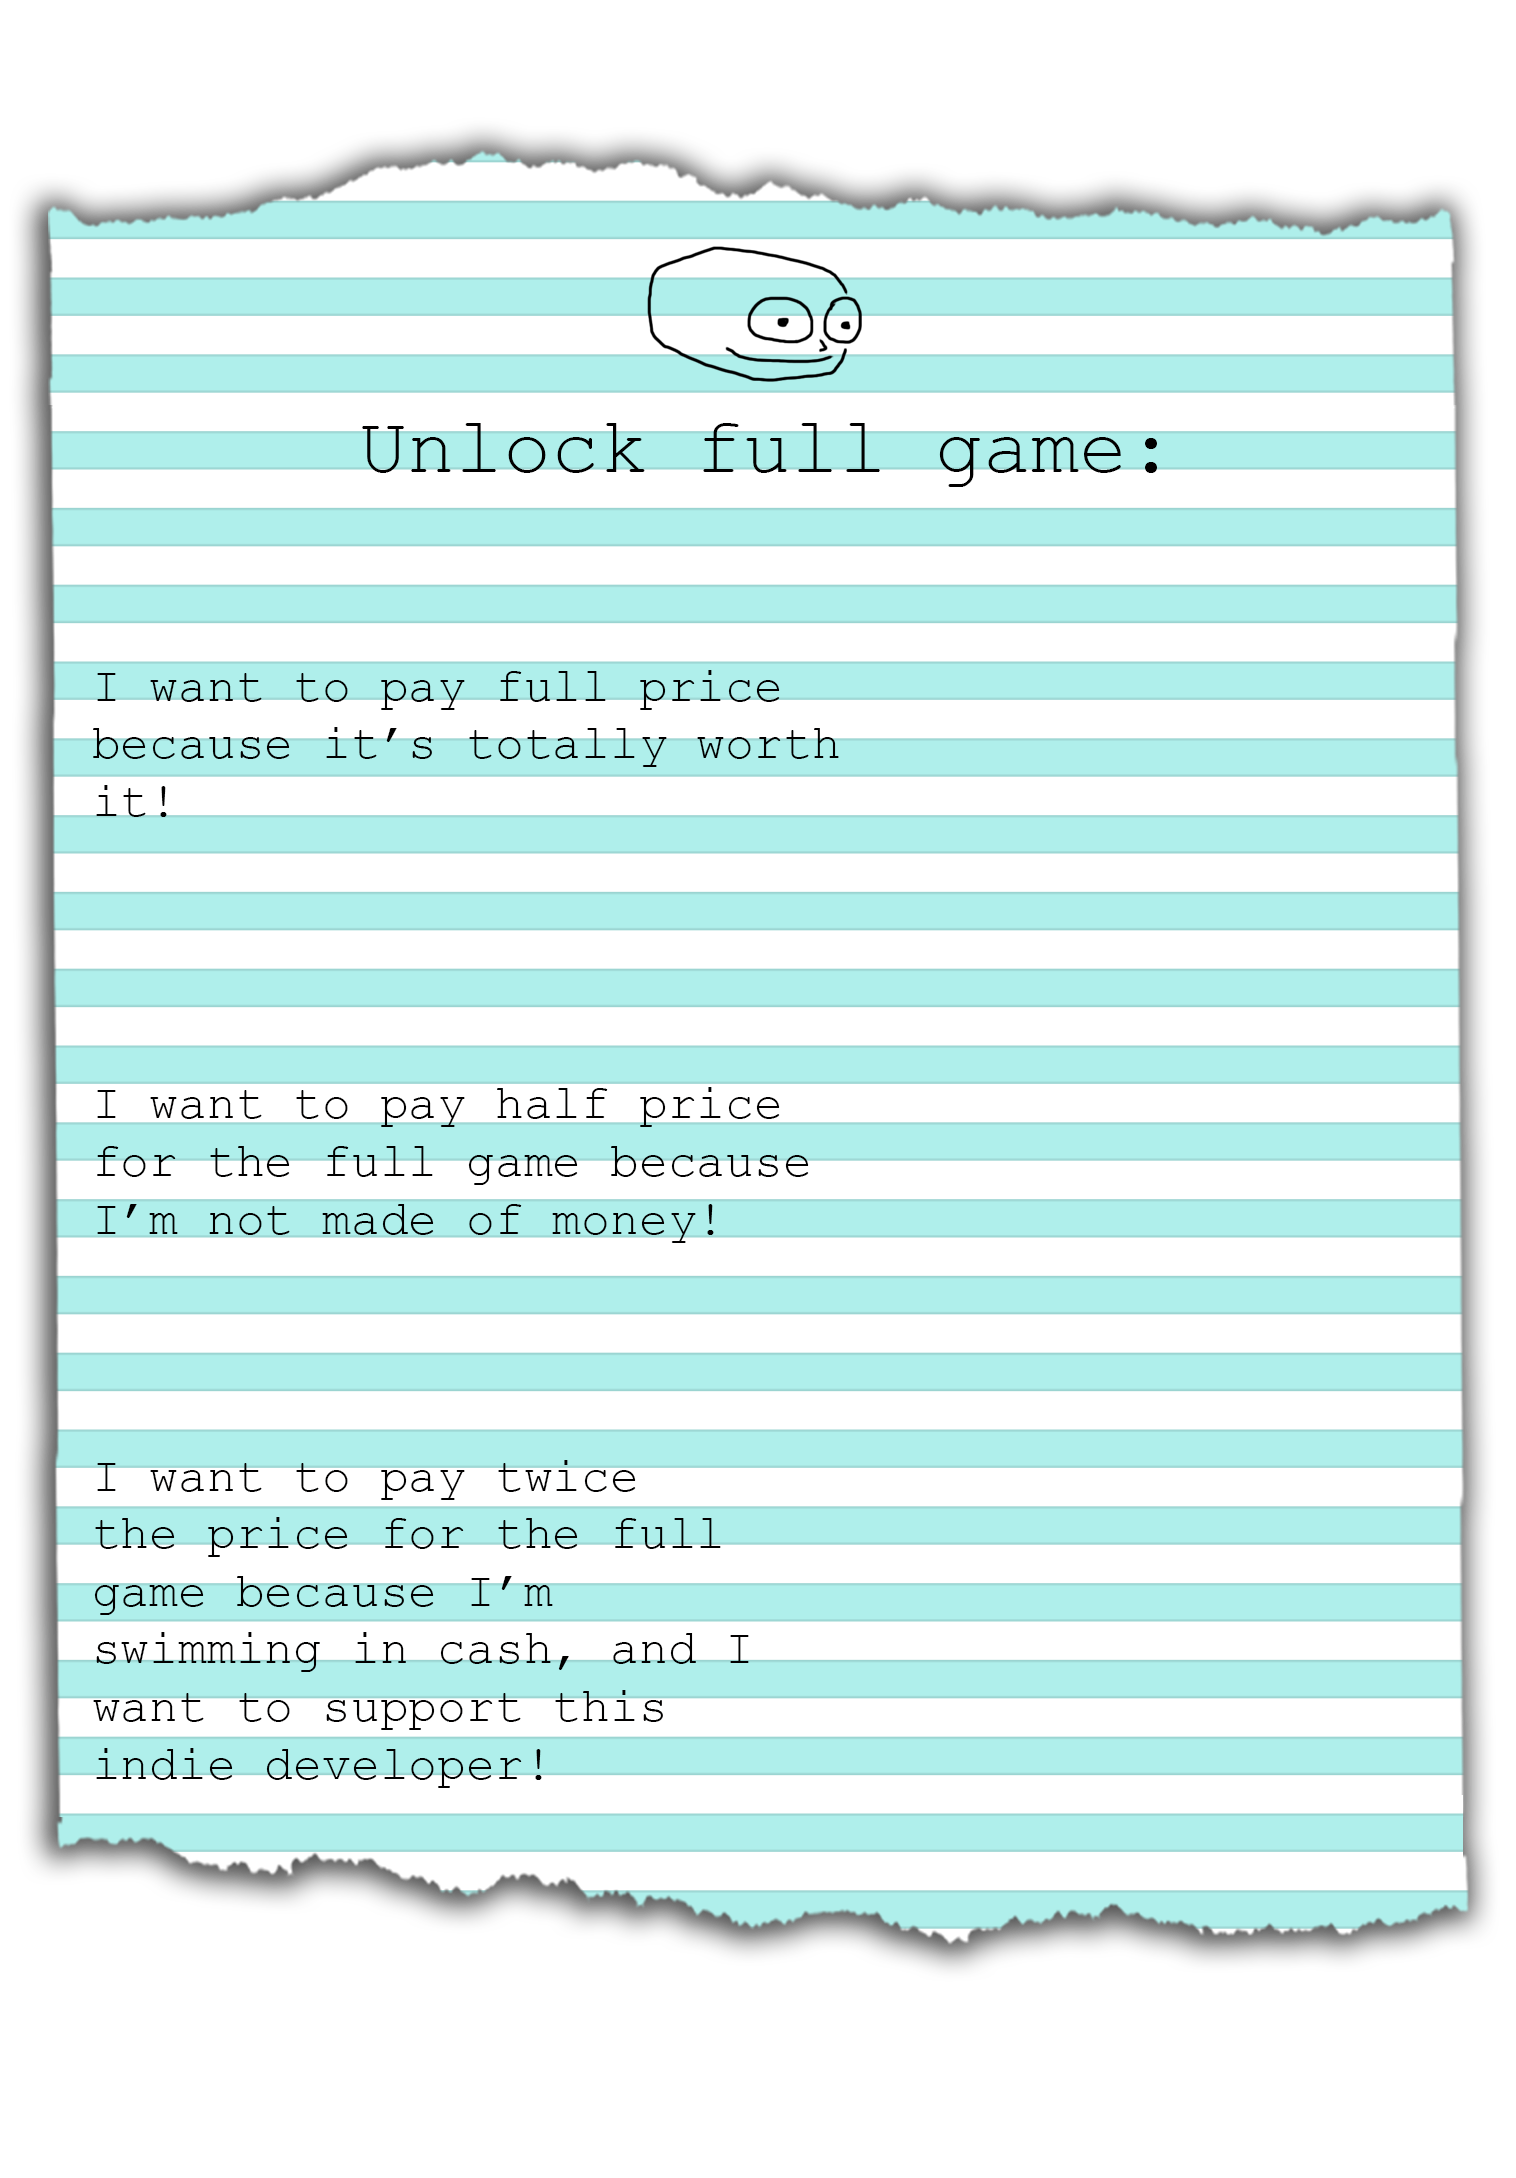 Unlock full game:
I want to pay full price
because it’s totally worth
it!
I want to pay half price
for the full game because
I’m not made of money!
I want to pay twice
the price for the full
game because I’m
swimming in cash, and I
want to support this
indie developer!